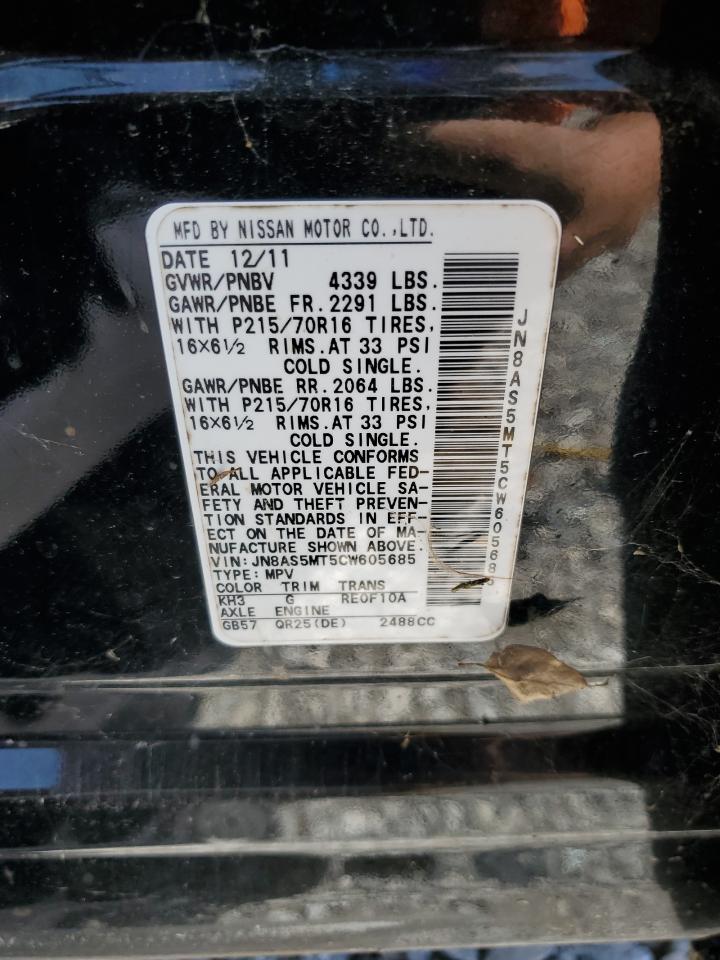 MFD BY NISSAN MOTOR CO.,LTD.
DATE 12/11
GVWR/PNBV 4339 LBS.
GAWR/PNBE FR. 2291 LBS.
WITH P215/70R16 TIRES,
16X6½ RIMS. AT 33 PSI
COLD SINGLE.
GAWR/PNBE RR. 2064 LBS.
WITH P215/70R16 TIRES,
16X6½ RIMS. AT 33 PSI
COLD SINGLE.
THIS VEHICLE CONFORMS
TO ALL APPLICABLE FED-
ERAL MOTOR VEHICLE SA-
FETY AND THEFT PREVEN-
TION STANDARDS IN EFF-
ECT ON THE DATE OF MA-
NUFACTURE SHOWN ABOVE.
VIN: JN8AS5MT5CW605685
TYPE: MPV
COLOR TRIM TRANS
KH3 G RE0F10A
AXLE ENGINE
GB57 QR25(DE) 2488CC
JN8AS5MT5CW605685